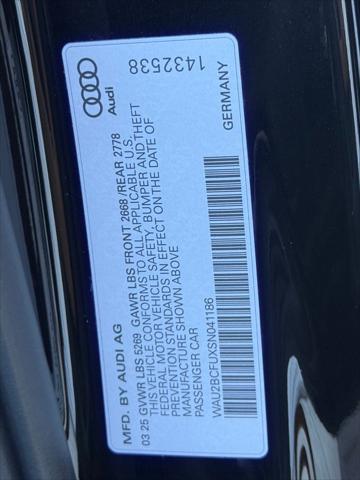 MFD. BY AUDI AG
03 25 GVWR LBS 5269 GAWR LBS FRONT 2668 /REAR 2778
THIS VEHICLE CONFORMS TO ALL APPLICABLE U.S.
FEDERAL MOTOR VEHICLE SAFETY, BUMPER AND THEFT
PREVENTION STANDARDS IN EFFECT ON THE DATE OF
MANUFACTURE SHOWN ABOVE
PASSENGER CAR
WAU2BCFUXSN041186
GERMANY
Audi
1432538